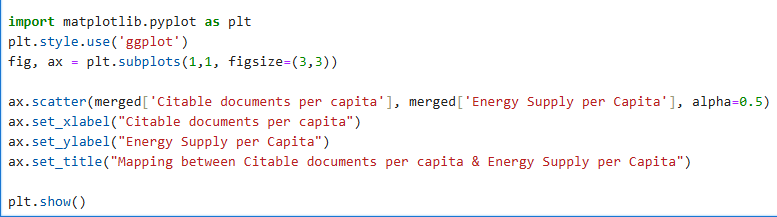 import matplotlib.pyplot as plt
plt.style.use('ggplot')
fig, ax = plt.subplots(1,1, figsize=(3,3))
ax.scatter(merged['Citable documents per capita'], merged['Energy Supply per Capita'], alpha=0.5)
ax.set_xlabel("Citable documents per capita")
ax.set_ylabel("Energy Supply per Capita")
ax.set_title("Mapping between Citable documents per capita & Energy Supply per Capita")
plt.show()